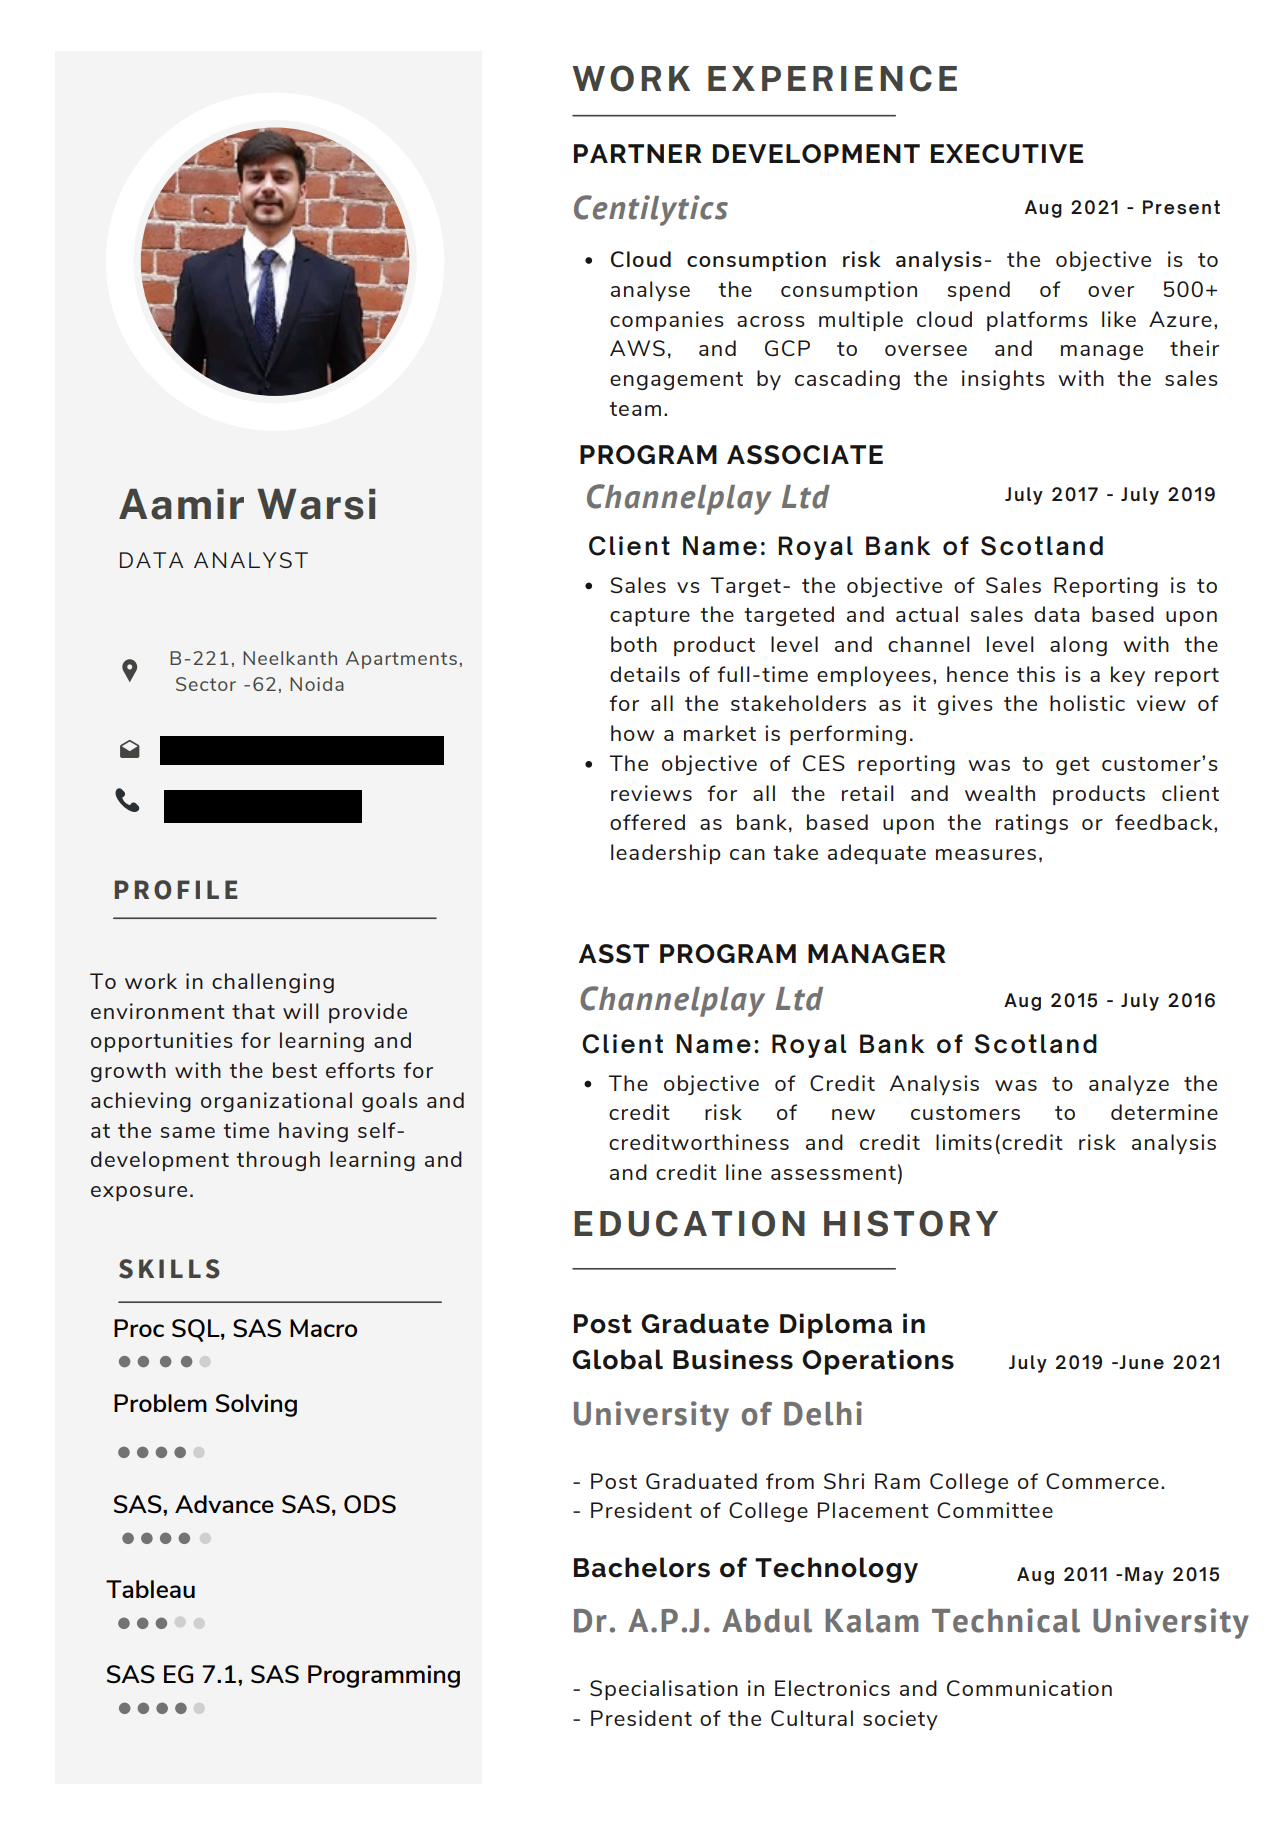 Aamir Warsi
DATA ANALYST
B-221, Neelkanth Apartments,
Sector -62, Noida
PROFILE
To work in challenging
environment that will provide
opportunities for learning and
growth with the best efforts for
achieving organizational goals and
at the same time having self-
development through learning and
exposure.
SKILLS
Proc SQL, SAS Macro
Problem Solving
SAS, Advance SAS, ODS
Tableau
SAS EG 7.1, SAS Programming
WORK EXPERIENCE
PARTNER DEVELOPMENT EXECUTIVE
Centilytics Aug 2021 - Present
• Cloud consumption risk analysis- the objective is to
analyse the consumption spend of over 500+
companies across multiple cloud platforms like Azure,
AWS, and GCP to oversee and manage their
engagement by cascading the insights with the sales
team.
PROGRAM ASSOCIATE
Channelplay Ltd July 2017 - July 2019
Client Name: Royal Bank of Scotland
• Sales vs Target- the objective of Sales Reporting is to
capture the targeted and actual sales data based upon
both product level and channel level along with the
details of full-time employees, hence this is a key report
for all the stakeholders as it gives the holistic view of
how a market is performing.
• The objective of CES reporting was to get customer’s
reviews for all the retail and wealth products client
offered as bank, based upon the ratings or feedback,
leadership can take adequate measures,
ASST PROGRAM MANAGER
Channelplay Ltd Aug 2015 - July 2016
Client Name: Royal Bank of Scotland
• The objective of Credit Analysis was to analyze the
credit risk of new customers to determine
creditworthiness and credit limits(credit risk analysis
and credit line assessment)
EDUCATION HISTORY
Post Graduate Diploma in
Global Business Operations July 2019 -June 2021
University of Delhi
- Post Graduated from Shri Ram College of Commerce.
- President of College Placement Committee
Bachelors of Technology Aug 2011 -May 2015
Dr. A.P.J. Abdul Kalam Technical University
- Specialisation in Electronics and Communication
- President of the Cultural society